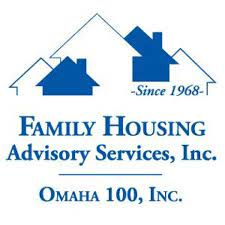 -Since 1968-
FAMILY HOUSING
Advisory Services, Inc.
OMAHA 100, INC.